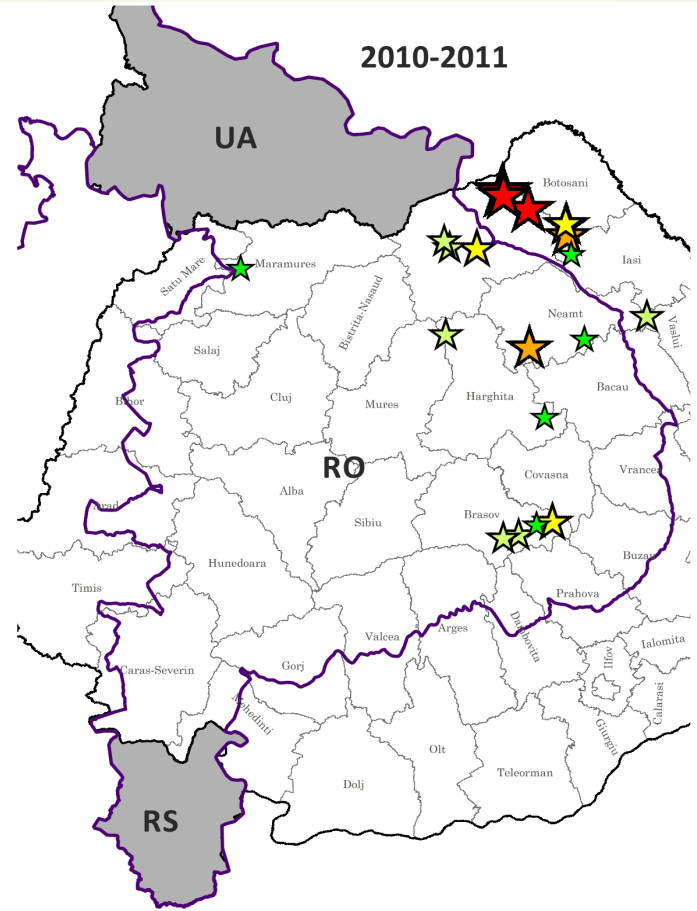 2010-2011
UA
Botosani
Iasi
Satu Mare
Maramures
Bistrita-Nasaud
Neamt
Vaslui
Salaj
Bihor
Cluj
Mures
Harghita
Bacau
RO
Covasna
Vrancea
Alba
Arad
Sibiu
Brasov
Hunedoara
Buzau
Timis
Prahova
Dambovita
Arges
Valcea
Ialomita
Ilfov
Gorj
Caras-Severin
Calarasi
Mehedinti
Giurgiu
Olt
Teleorman
Dolj
RS